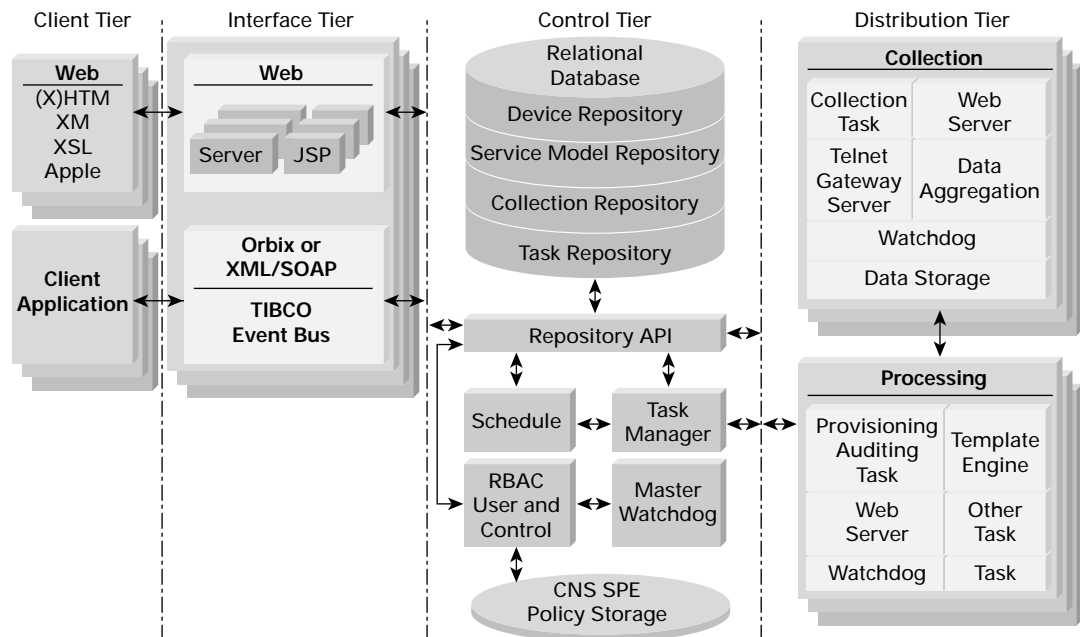 Client Tier
Interface Tier
Control Tier
Distribution Tier
Web
(X)HTM
XM
XSL
Apple
Client
Application
Web
Server
JSP
Orbix or
XML/SOAP
TIBCO
Event Bus
Relational
Database
Device Repository
Service Model Repository
Collection Repository
Task Repository
Repository API
Schedule
Task
Manager
RBAC
User and
Control
Master
Watchdog
CNS SPE
Policy Storage
Collection
Collection
Task
Web
Server
Telnet
Gateway
Server
Data
Aggregation
Watchdog
Data Storage
Processing
Provisioning
Auditing
Task
Template
Engine
Web
Server
Other
Task
Watchdog
Task